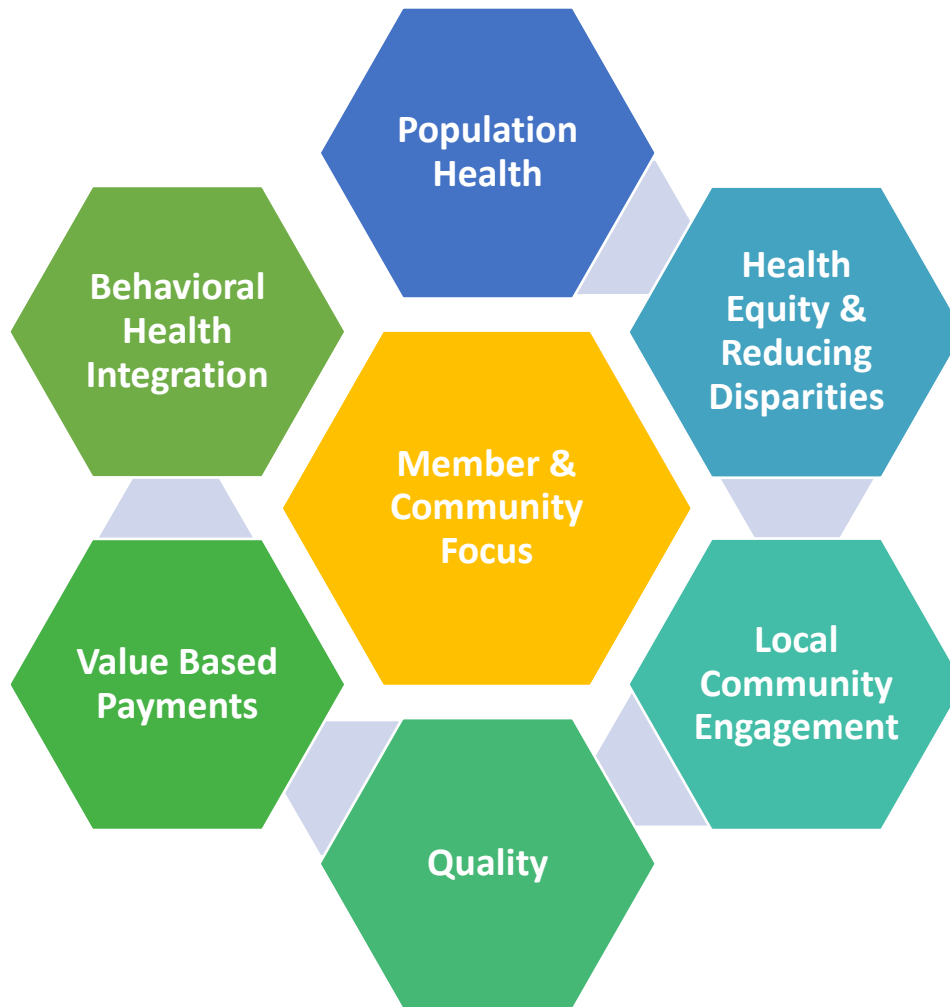 Population
Health
Health
Equity &
Reducing
Disparities
Local
Community
Engagement
Quality
Value Based
Payments
Behavioral
Health
Integration
Member &
Community
Focus